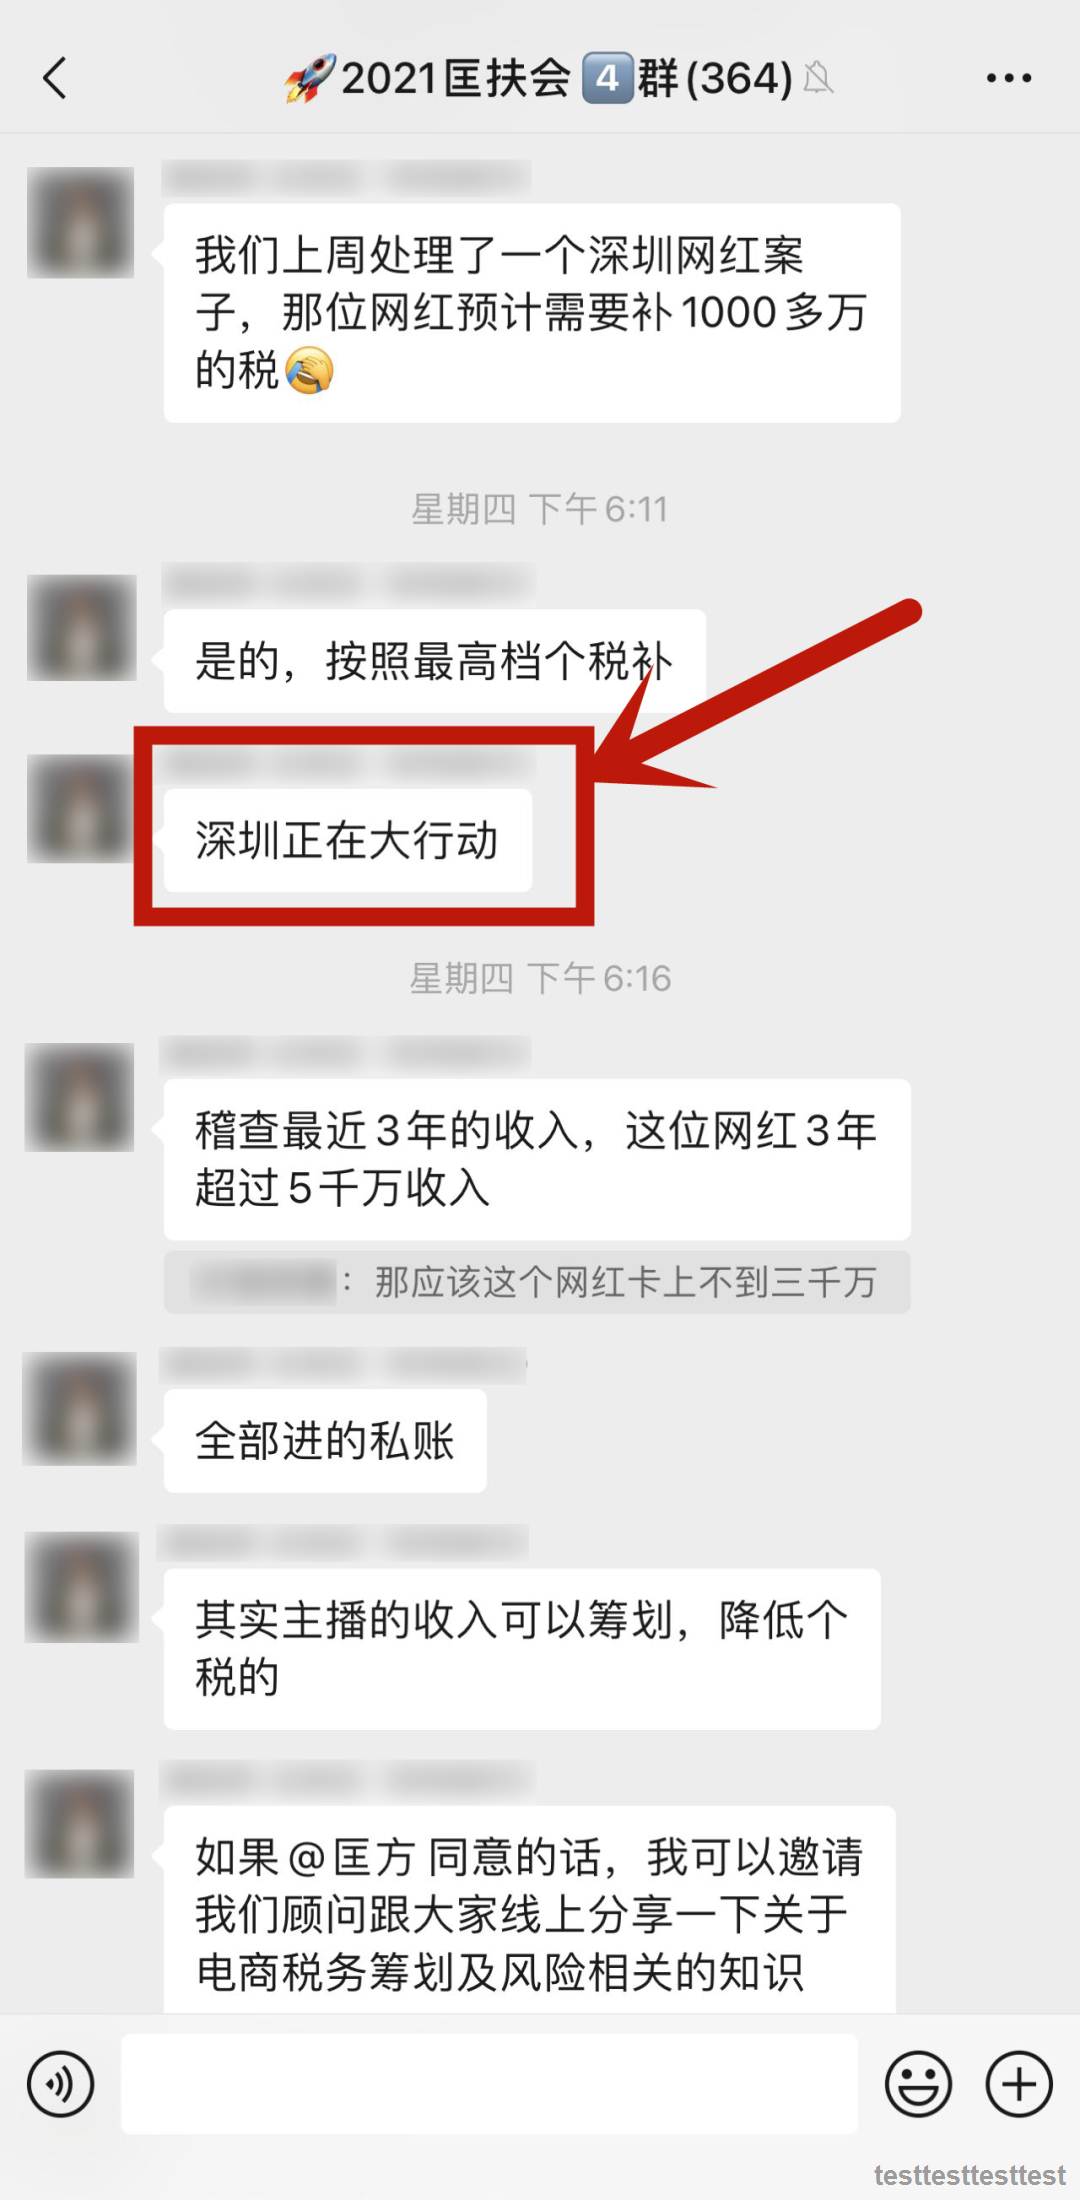 🚀2021匡扶会4️⃣群(364)
我们上周处理了一个深圳网红案
子，那位网红预计需要补1000多万
的税🤦
星期四 下午6:11
是的，按照最高档个税补
深圳正在大行动
星期四 下午6:16
稽查最近3年的收入，这位网红3年
超过5千万收入
：那应该这个网红卡上不到三千万
全部进的私账
其实主播的收入可以筹划，降低个
税的
如果@匡方 同意的话，我可以邀请
我们顾问跟大家线上分享一下关于
电商税务筹划及风险相关的知识
testtesttesttest